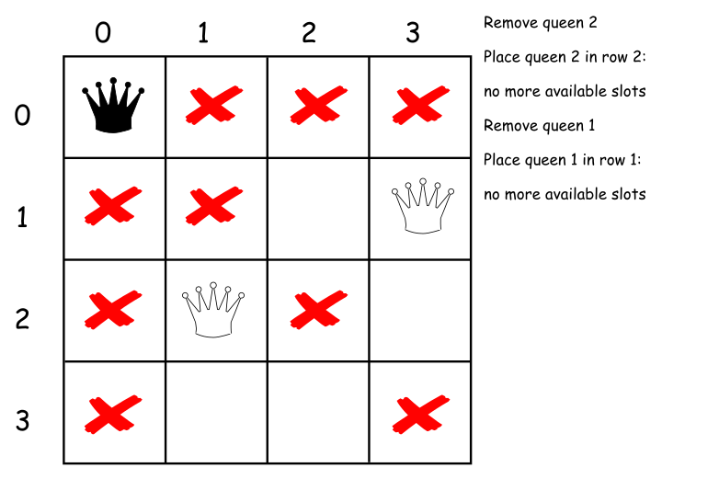 0 1 2 3
Remove queen 2
Place queen 2 in row 2:
no more available slots
Remove queen 1
Place queen 1 in row 1:
no more available slots
0
1
2
3